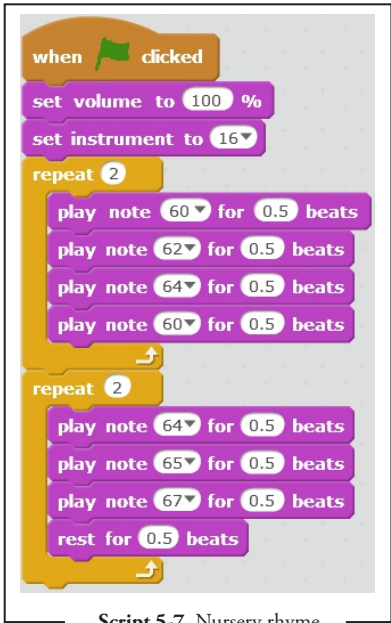 when clicked
set volume to 100 %
set instrument to 16
repeat 2
play note 60 for 0.5 beats
play note 62 for 0.5 beats
play note 64 for 0.5 beats
play note 60 for 0.5 beats
repeat 2
play note 64 for 0.5 beats
play note 65 for 0.5 beats
play note 67 for 0.5 beats
rest for 0.5 beats
Script 5-7 Nursery rhyme